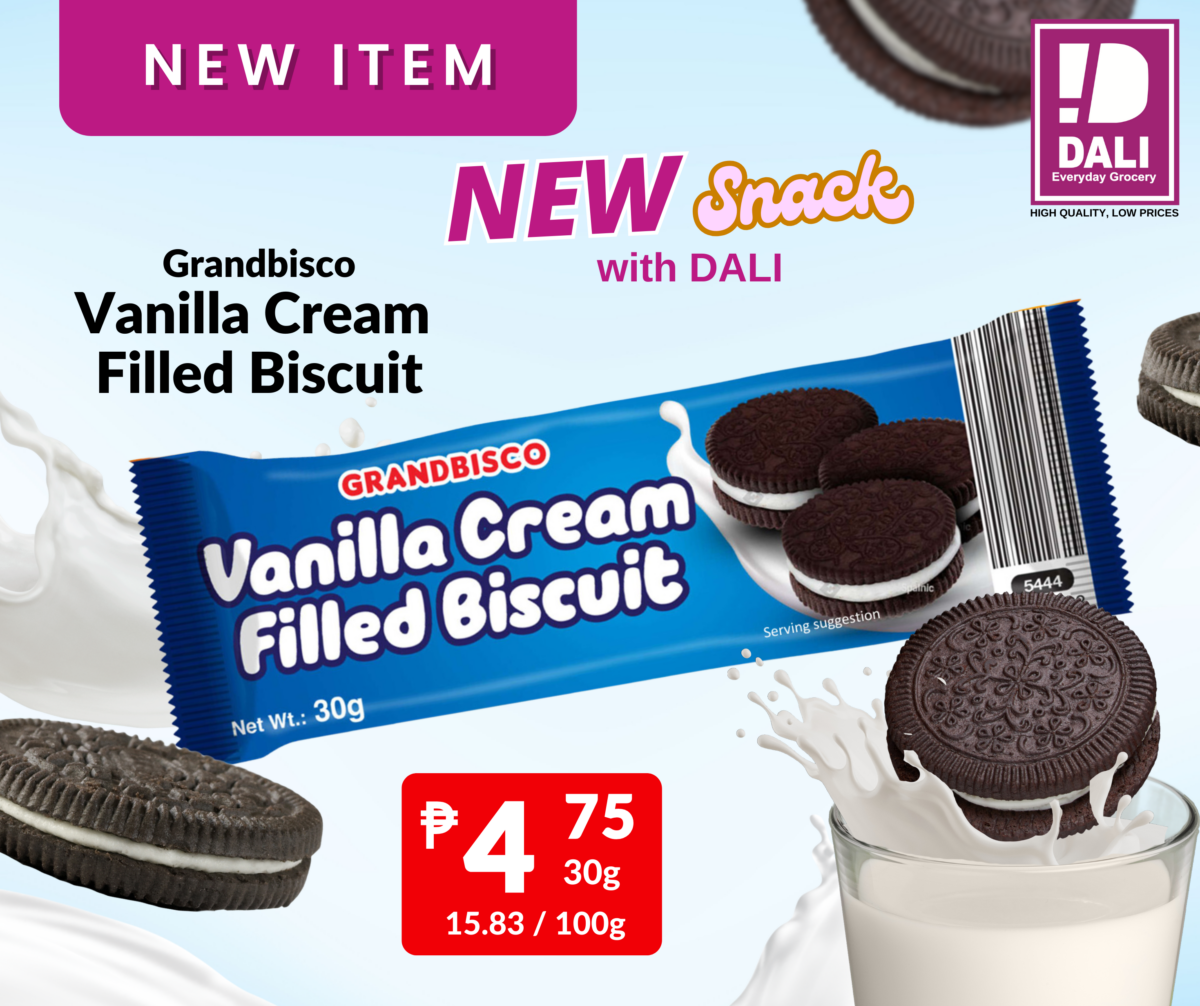 NEW ITEM
!D
DALI
Everyday Grocery
HIGH QUALITY, LOW PRICES
NEW Snack
with DALI
Grandbisco
Vanilla Cream
Filled Biscuit
GRANDBISCO
Vanilla Cream
Filled Biscuit
Serving suggestion
5444
Net Wt.: 30g
₱4 75
30g
15.83 / 100g